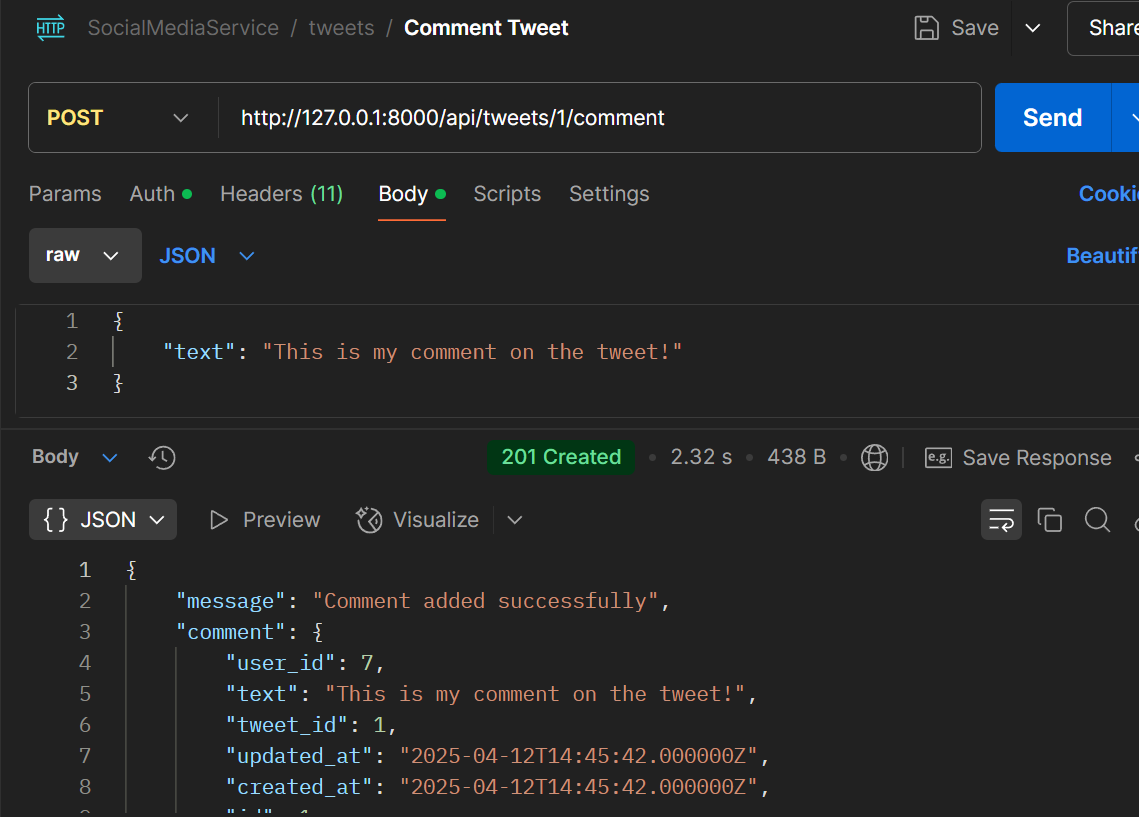 HTTP SocialMediaService / tweets / Comment Tweet Save Share
POST http://127.0.0.1:8000/api/tweets/1/comment Send
Params Auth Headers (11) Body Scripts Settings Cooki
raw JSON Beautif
1 {
2 "text": "This is my comment on the tweet!"
3 }
Body 201 Created 2.32 s 438 B e.g. Save Response
{} JSON Preview Visualize
1 {
2 "message": "Comment added successfully",
3 "comment": {
4 "user_id": 7,
5 "text": "This is my comment on the tweet!",
6 "tweet_id": 1,
7 "updated_at": "2025-04-12T14:45:42.000000Z",
8 "created_at": "2025-04-12T14:45:42.000000Z",